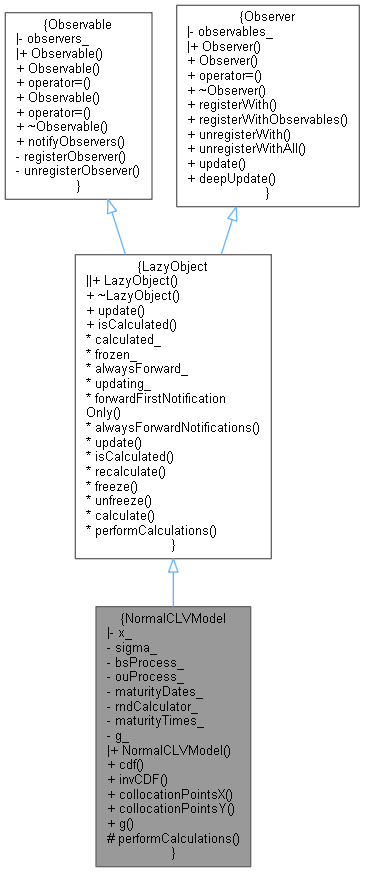 {Observable
|- observers_
|+ Observable()
+ Observable()
+ operator=()
+ Observable()
+ operator=()
+ ~Observable()
+ notifyObservers()
- registerObserver()
- unregisterObserver()
}
{Observer
|- observables_
|+ Observer()
+ Observer()
+ operator=()
+ ~Observer()
+ registerWith()
+ registerWithObservables()
+ unregisterWith()
+ unregisterWithAll()
+ update()
+ deepUpdate()
}
{LazyObject
||+ LazyObject()
+ ~LazyObject()
+ update()
+ isCalculated()
* calculated_
* frozen_
* alwaysForward_
* updating_
* forwardFirstNotification
Only()
* alwaysForwardNotifications()
* update()
* isCalculated()
* recalculate()
* freeze()
* unfreeze()
* calculate()
* performCalculations()
}
{NormalCLVModel
|- x_
- sigma_
- bsProcess_
- ouProcess_
- maturityDates_
- rndCalculator_
- maturityTimes_
- g_
|+ NormalCLVModel()
+ cdf()
+ invCDF()
+ collocationPointsX()
+ collocationPointsY()
+ g()
# performCalculations()
}